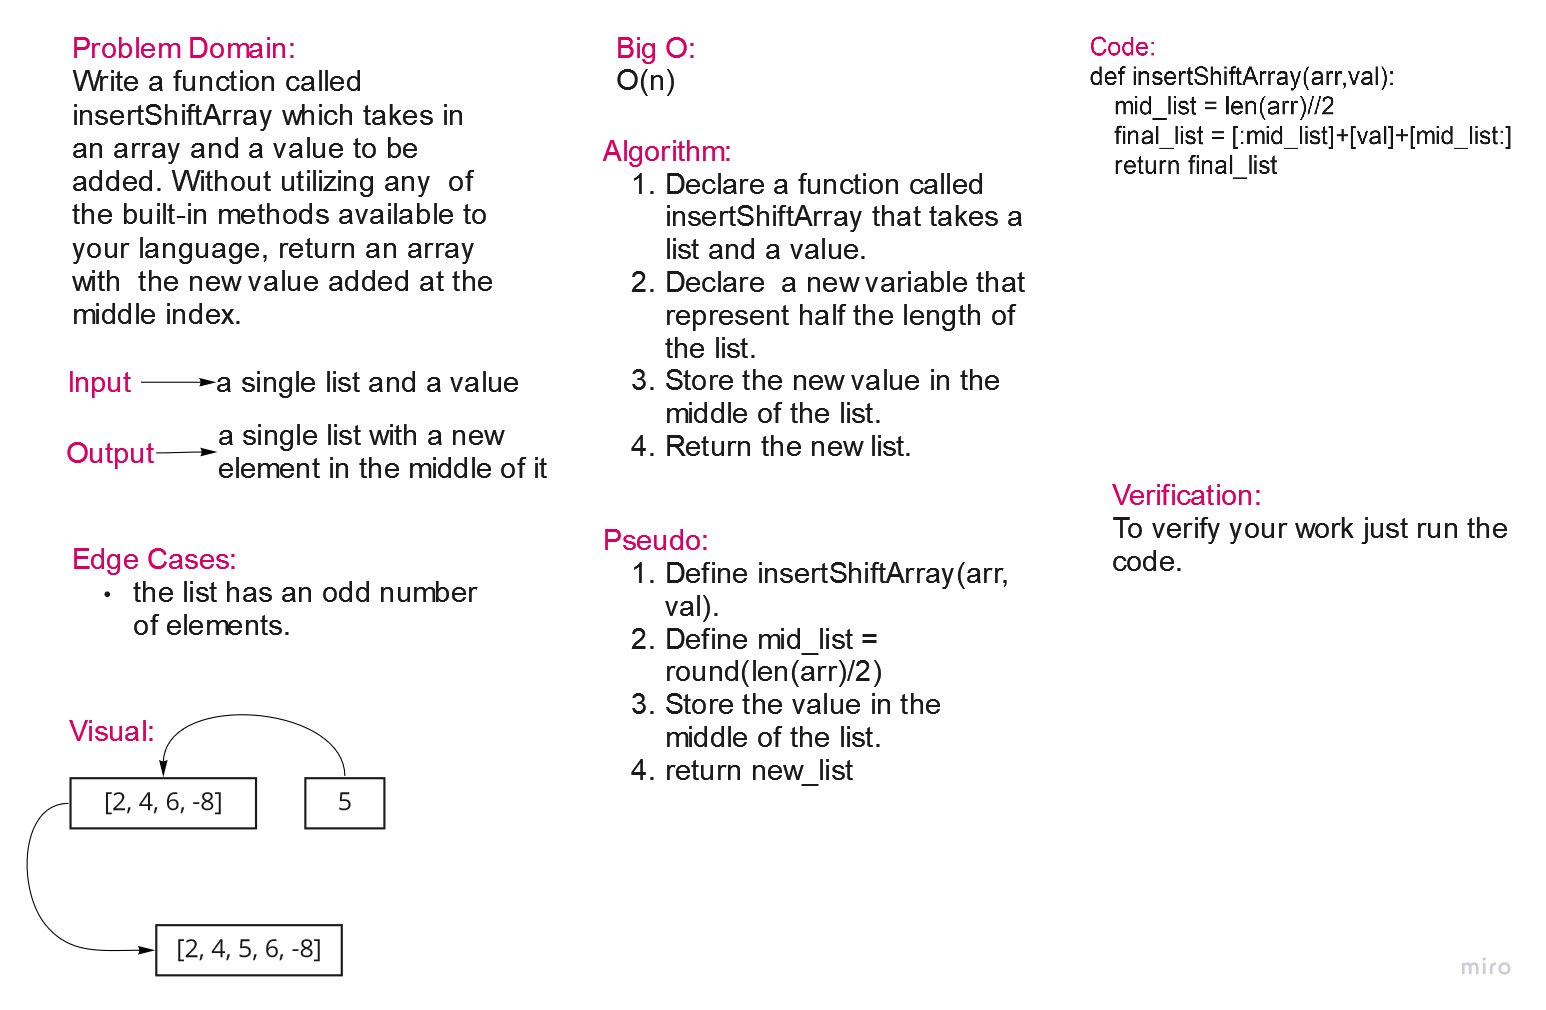 Problem Domain:
Write a function called
insertShiftArray which takes in
an array and a value to be
added. Without utilizing any of
the built-in methods available to
your language, return an array
with the new value added at the
middle index.
Input
a single list and a value
Output
a single list with a new
element in the middle of it
Edge Cases:
• the list has an odd number
of elements.
Visual:
[2, 4, 6, -8]
5
[2, 4, 5, 6, -8]
Big O:
O(n)
Algorithm:
1. Declare a function called
insertShiftArray that takes a
list and a value.
2. Declare a new variable that
represent half the length of
the list.
3. Store the new value in the
middle of the list.
4. Return the new list.
Pseudo:
1. Define insertShiftArray(arr,
val).
2. Define mid_list =
round(len(arr)/2)
3. Store the value in the
middle of the list.
4. return new_list
Code:
def insertShiftArray(arr,val):
mid_list = len(arr)//2
final_list = [:mid_list]+[val]+[mid_list:]
return final_list
Verification:
To verify your work just run the
code.
miro